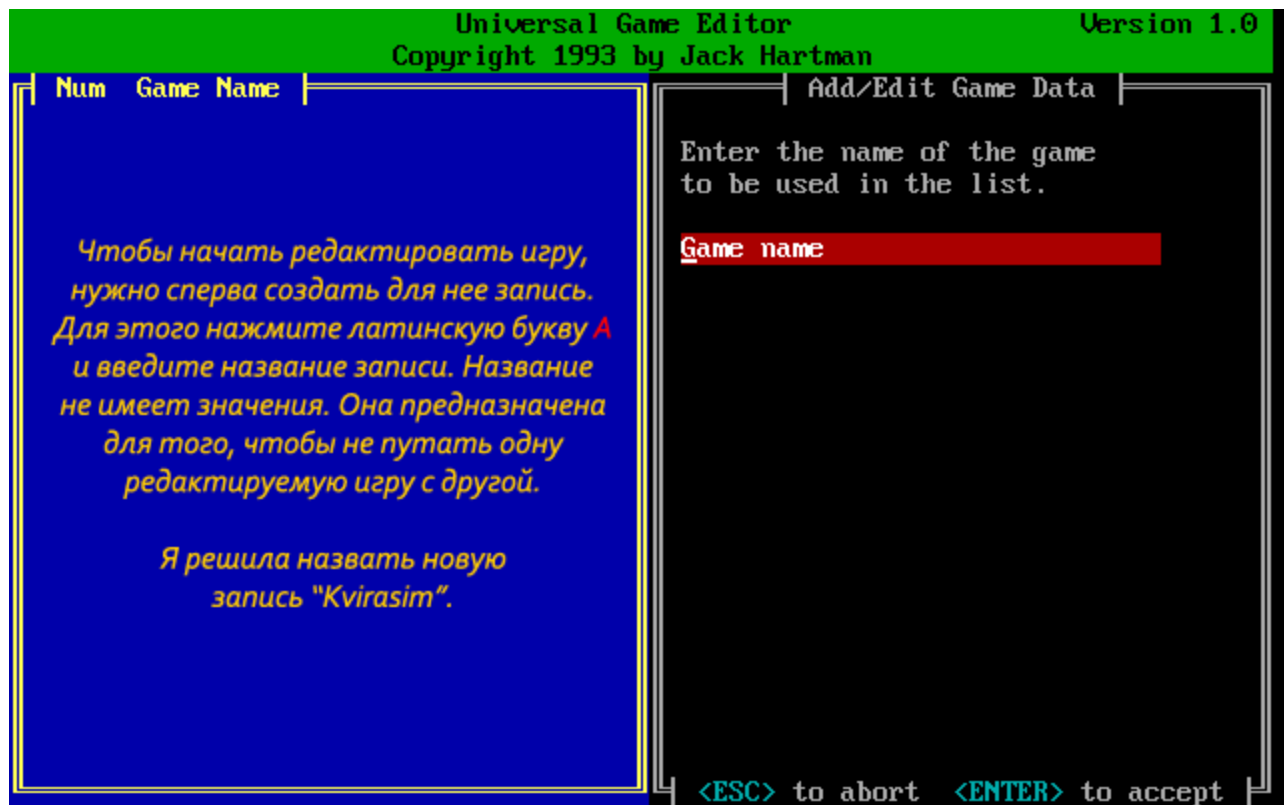 Universal Game Editor Version 1.0
Copyright 1993 by Jack Hartman
Num Game Name
Чтобы начать редактировать игру,
нужно сперва создать для нее запись.
Для этого нажмите латинскую букву A
и введите название записи. Название
не имеет значения. Она предназначена
для того, чтобы не путать одну
редактируемую игру с другой.
Я решила назвать новую
запись “Kvirasim”.
Add/Edit Game Data
Enter the name of the game
to be used in the list.
Game name
<ESC> to abort <ENTER> to accept